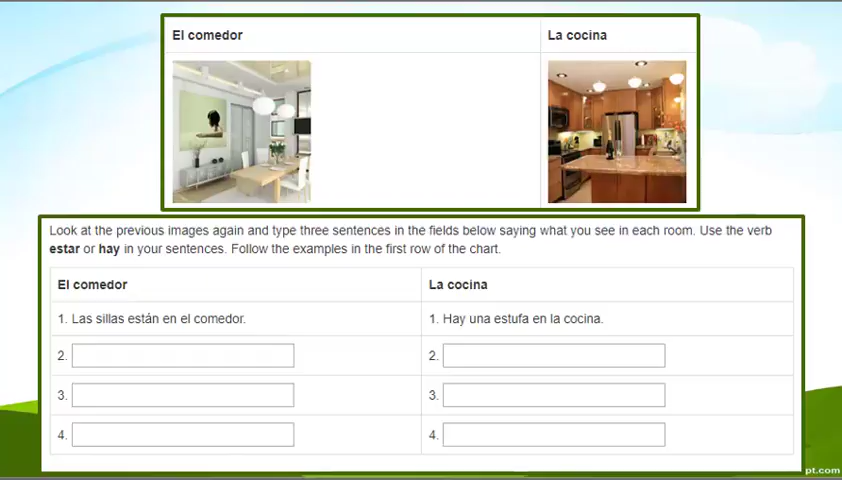 El comedor
La cocina
Look at the previous images again and type three sentences in the fields below saying what you see in each room. Use the verb
estar or hay in your sentences. Follow the examples in the first row of the chart.
El comedor
La cocina
1. Las sillas están en el comedor.
1. Hay una estufa en la cocina.
2.
2.
3.
3.
4.
4.
pt.com